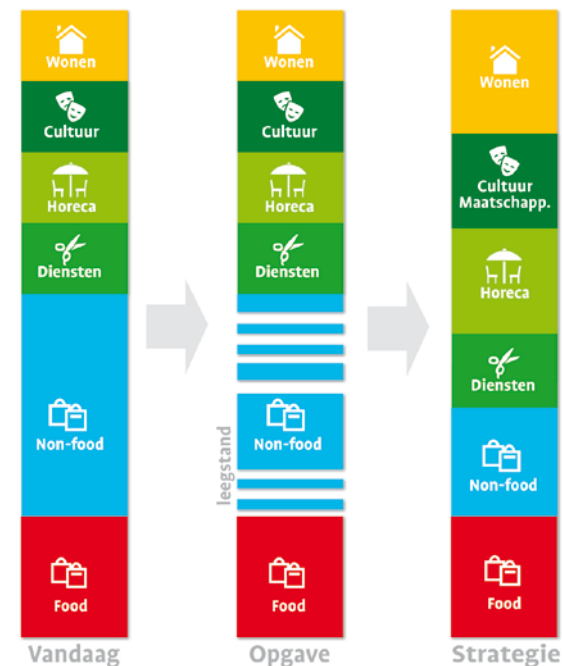 Wonen
Cultuur
Horeca
Diensten
Non-food
Food
Vandaag
Wonen
Cultuur
Horeca
Diensten
leegstand
Non-food
Food
Opgave
Wonen
Cultuur
Maatschapp.
Horeca
Diensten
Non-food
Food
Strategie